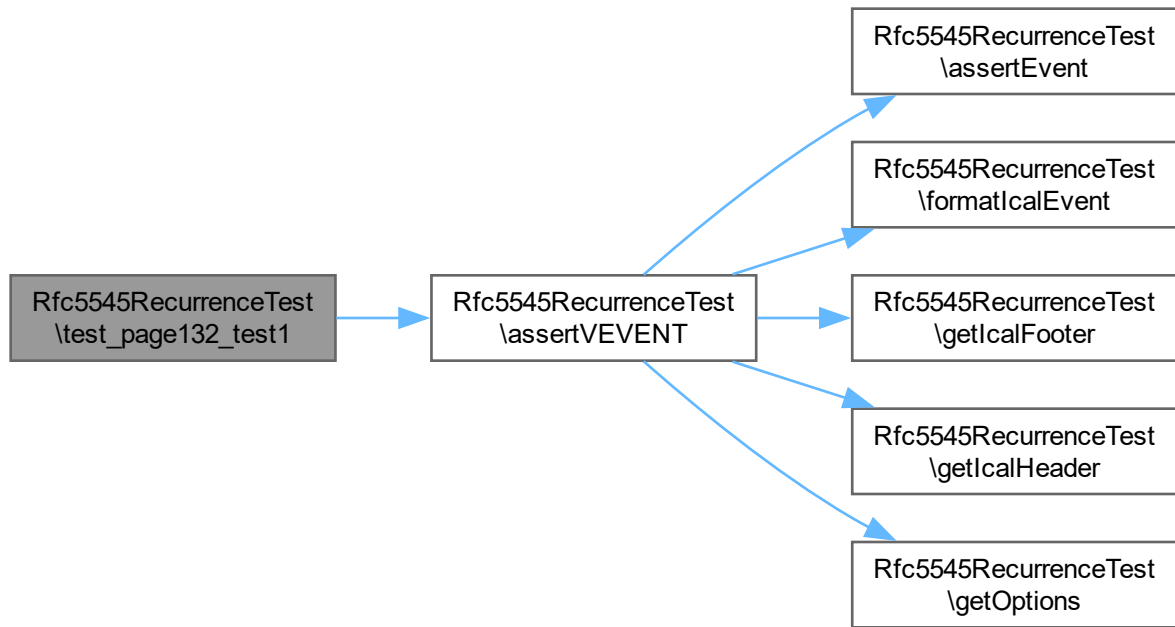 Rfc5545RecurrenceTest
\test_page132_test1
Rfc5545RecurrenceTest
\assertVEVENT
Rfc5545RecurrenceTest
\assertEvent
Rfc5545RecurrenceTest
\formatIcalEvent
Rfc5545RecurrenceTest
\getIcalFooter
Rfc5545RecurrenceTest
\getIcalHeader
Rfc5545RecurrenceTest
\getOptions